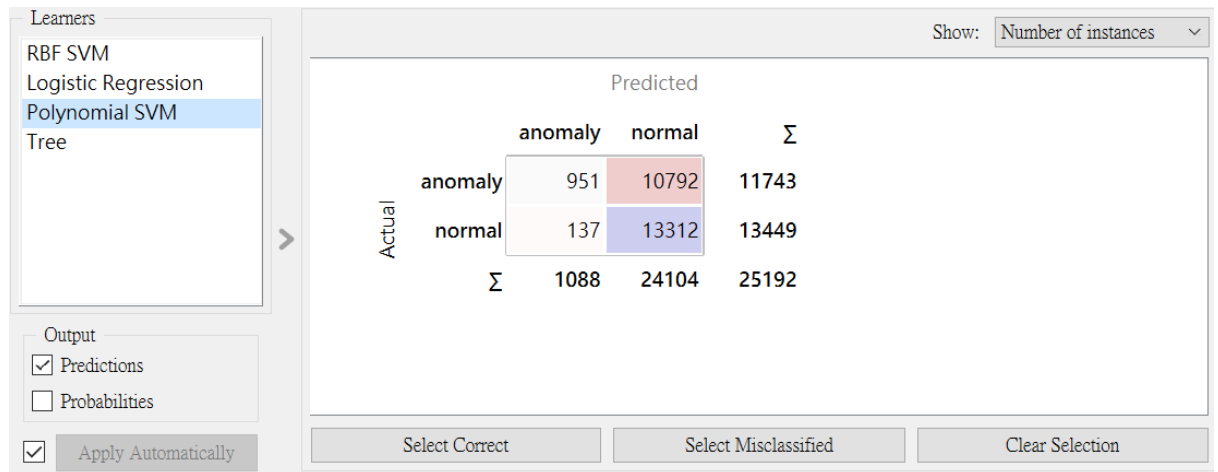 Learners
RBF SVM
Logistic Regression
Polynomial SVM
Tree
Output
Predictions
Probabilities
Apply Automatically
Show: Number of instances
Predicted
anomaly normal Σ
Actual
anomaly 951 10792 11743
normal 137 13312 13449
Σ 1088 24104 25192
Select Correct Select Misclassified Clear Selection